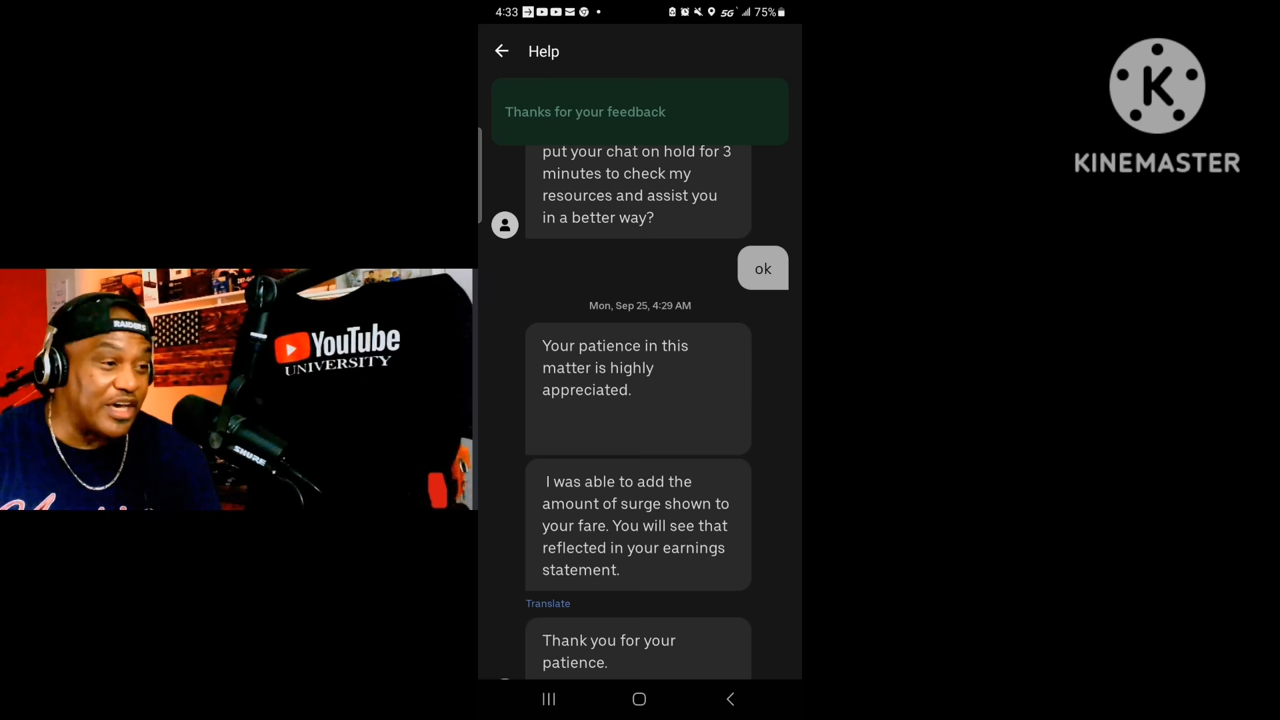 4:33
5G
75%
Help
Thanks for your feedback
put your chat on hold for 3
minutes to check my
resources and assist you
in a better way?
ok
Mon, Sep 25, 4:29 AM
Your patience in this
matter is highly
appreciated.
I was able to add the
amount of surge shown to
your fare. You will see that
reflected in your earnings
statement.
Translate
Thank you for your
patience.
RAIDERS
YouTube
UNIVERSITY
SHURE
K
KINEMASTER